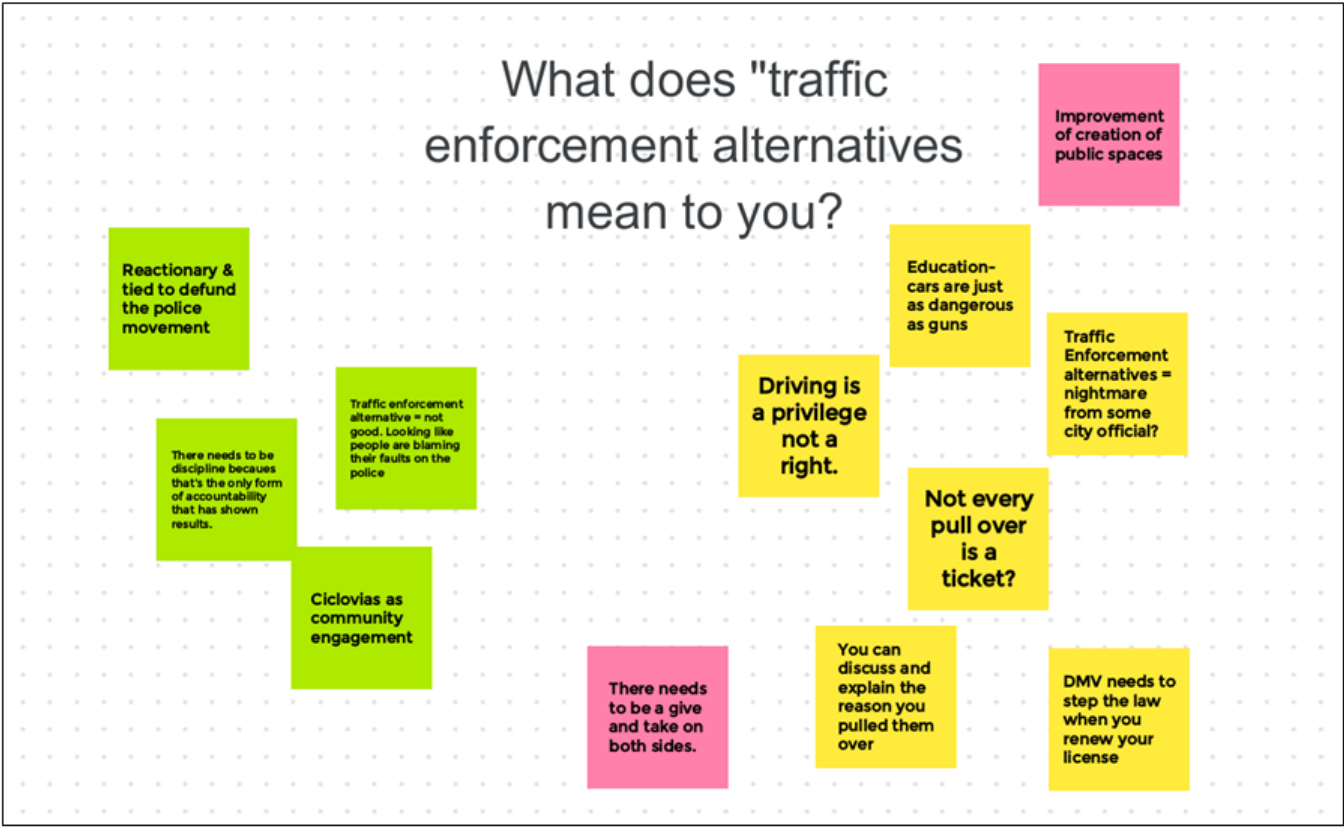 What does "traffic
enforcement alternatives
mean to you?
Improvement
of creation of
public spaces
Reactionary &
tied to defund
the police
movement
Education-
cars are just
as dangerous
as guns
Traffic
Enforcement
alternatives =
nightmare
from some
city official?
Driving is
a privilege
not a
right.
Traffic enforcement
alternative = not
good. Looking like
people are blaming
their faults on the
police
There needs to be
discipline becaues
that's the only form
of accountability
that has shown
results.
Not every
pull over
is a
ticket?
Ciclovias as
community
engagement
There needs
to be a give
and take on
both sides.
You can
discuss and
explain the
reason you
pulled them
over
DMV needs to
step the law
when you
renew your
license